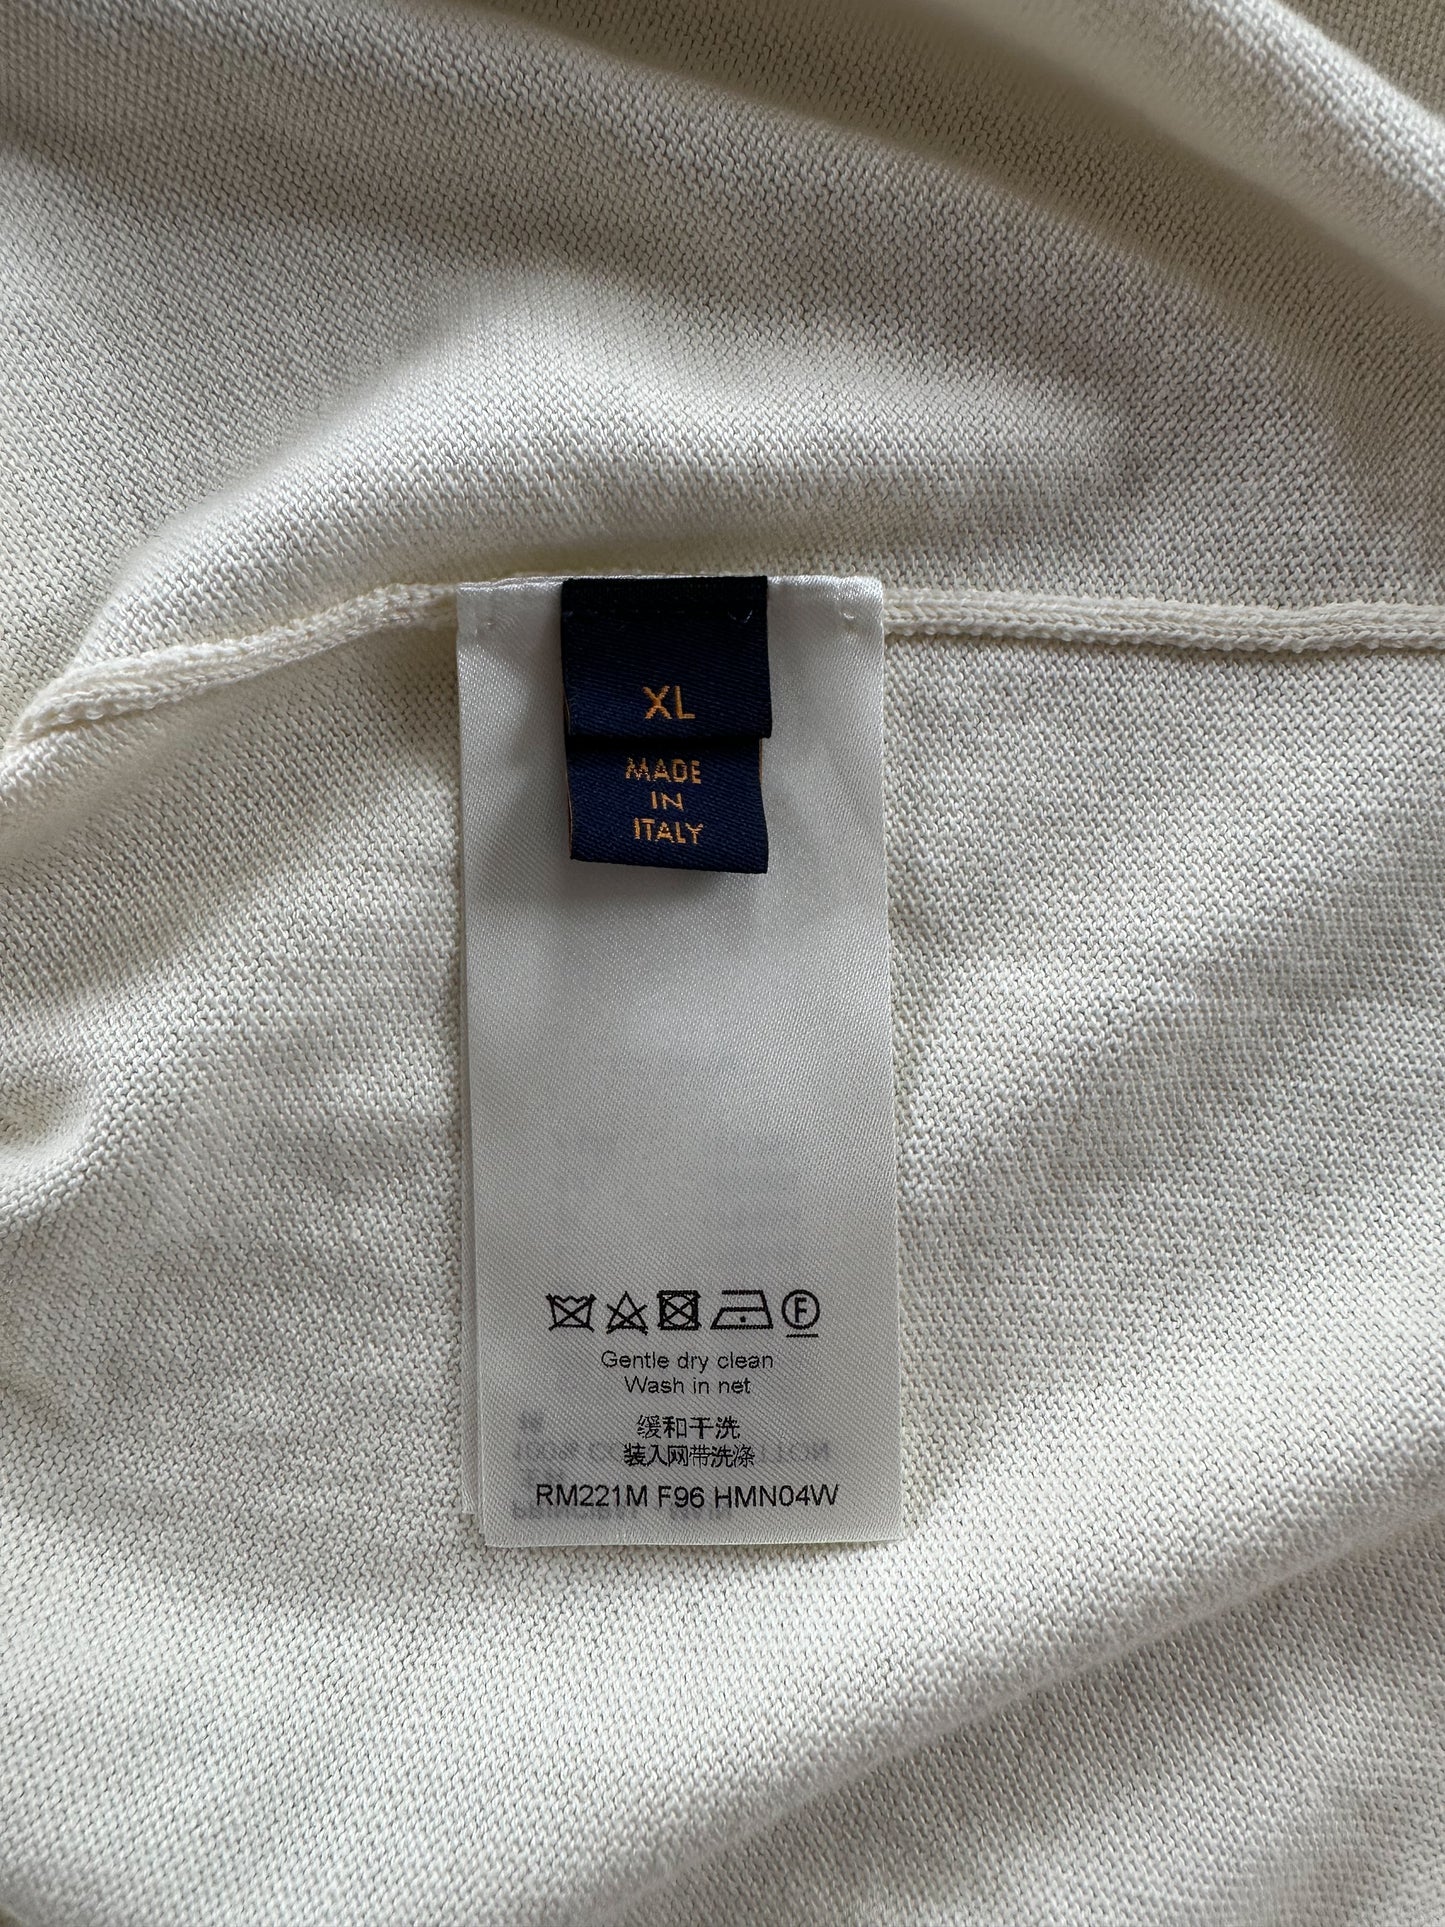 XL
MADE
IN
ITALY
F
Gentle dry clean
Wash in net
缓和干洗
装入网带洗涤
RM221M F96 HMN04W